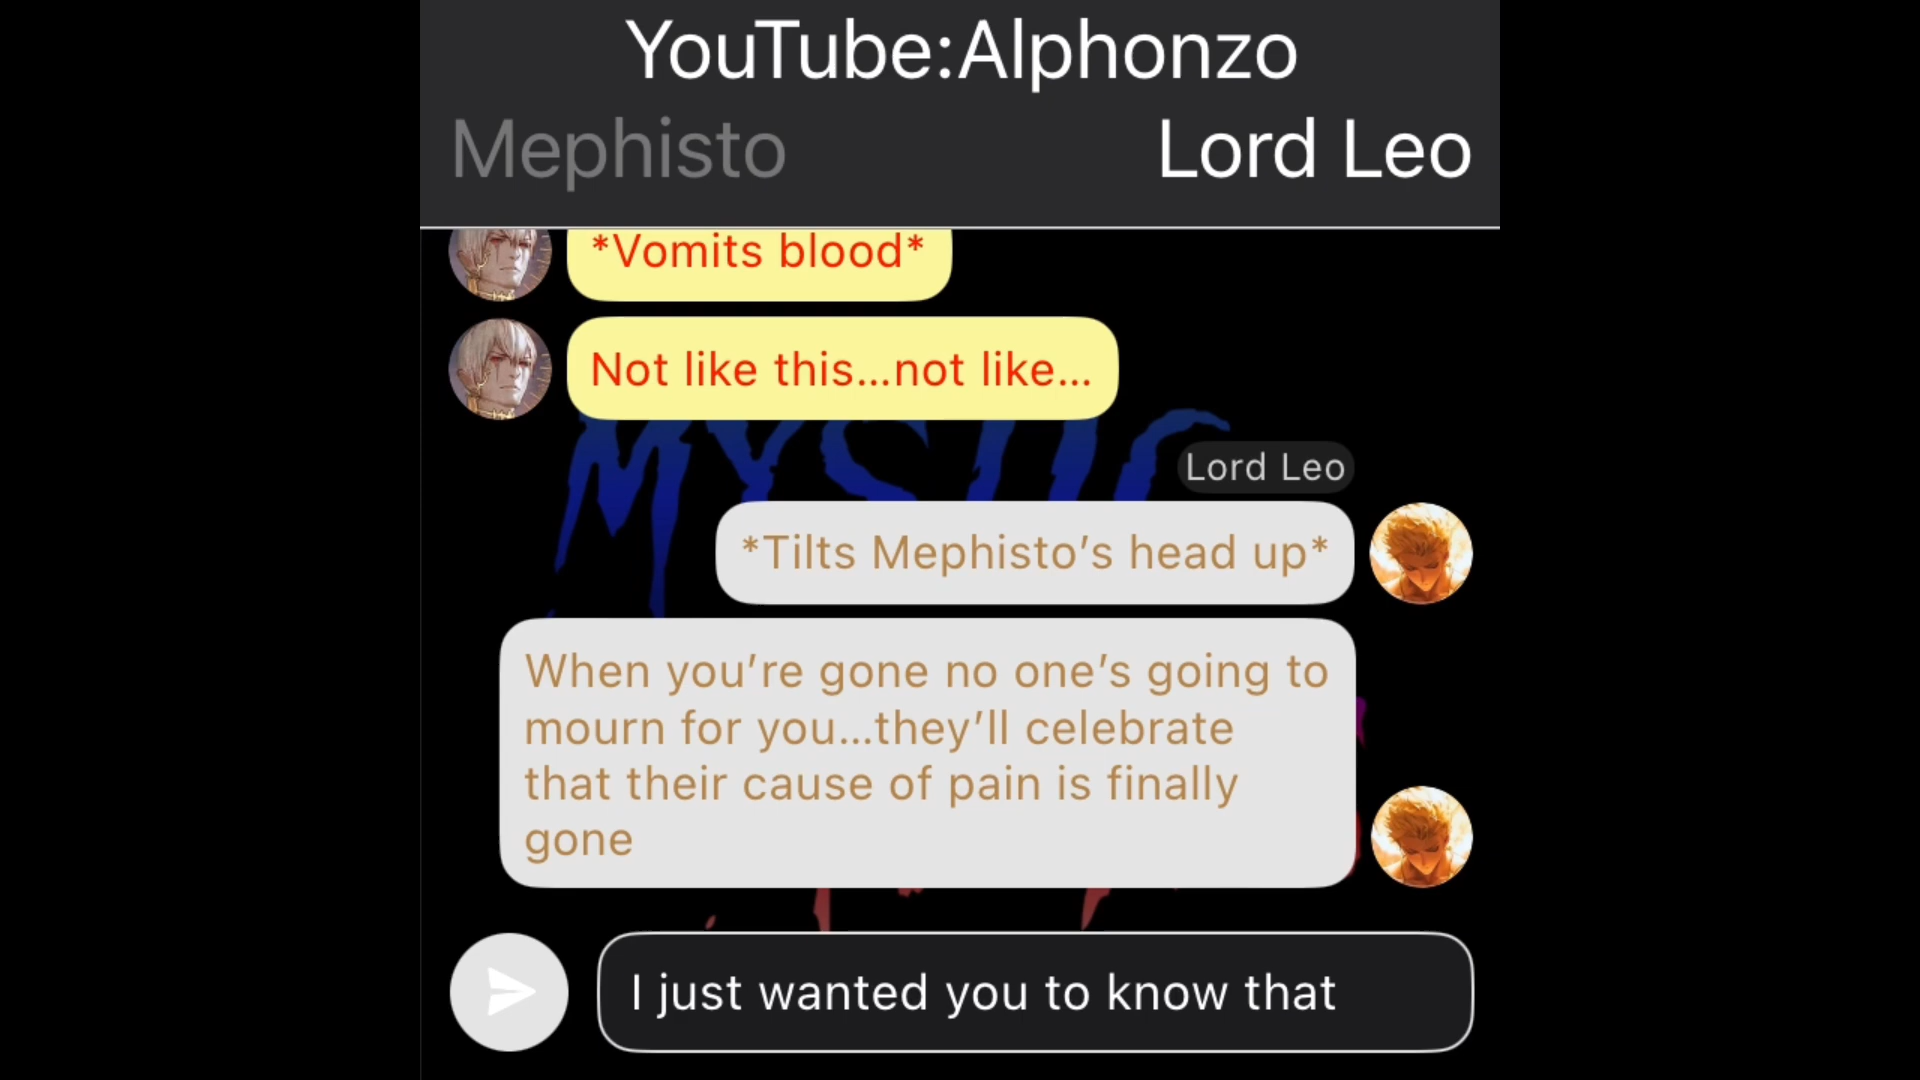 YouTube:Alphonzo
Mephisto
Lord Leo
*Vomits blood*
Not like this...not like...
MYSTIC
Lord Leo
*Tilts Mephisto’s head up*
When you’re gone no one’s going to
mourn for you...they’ll celebrate
that their cause of pain is finally
gone
I just wanted you to know that